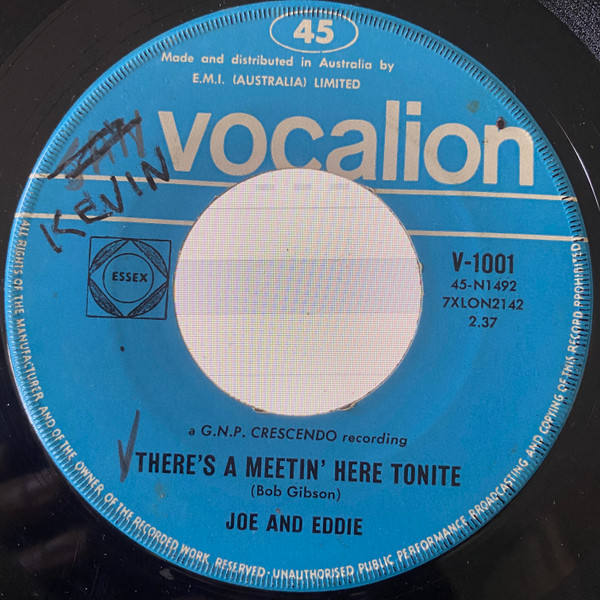 45
Made and distributed in Australia by
E.M.I. (AUSTRALIA) LIMITED
vocalion
KEVIN
ESSEX
V-1001
45-N1492
7XLON2142
2.37
a G.N.P. CRESCENDO recording
THERE'S A MEETIN' HERE TONITE
(Bob Gibson)
JOE AND EDDIE
ALL RIGHTS OF THE MANUFACTURER AND OF THE OWNER OF THE RECORDED WORK RESERVED - UNAUTHORISED PUBLIC PERFORMANCE BROADCASTING AND COPYING OF THIS RECORD PROHIBITED